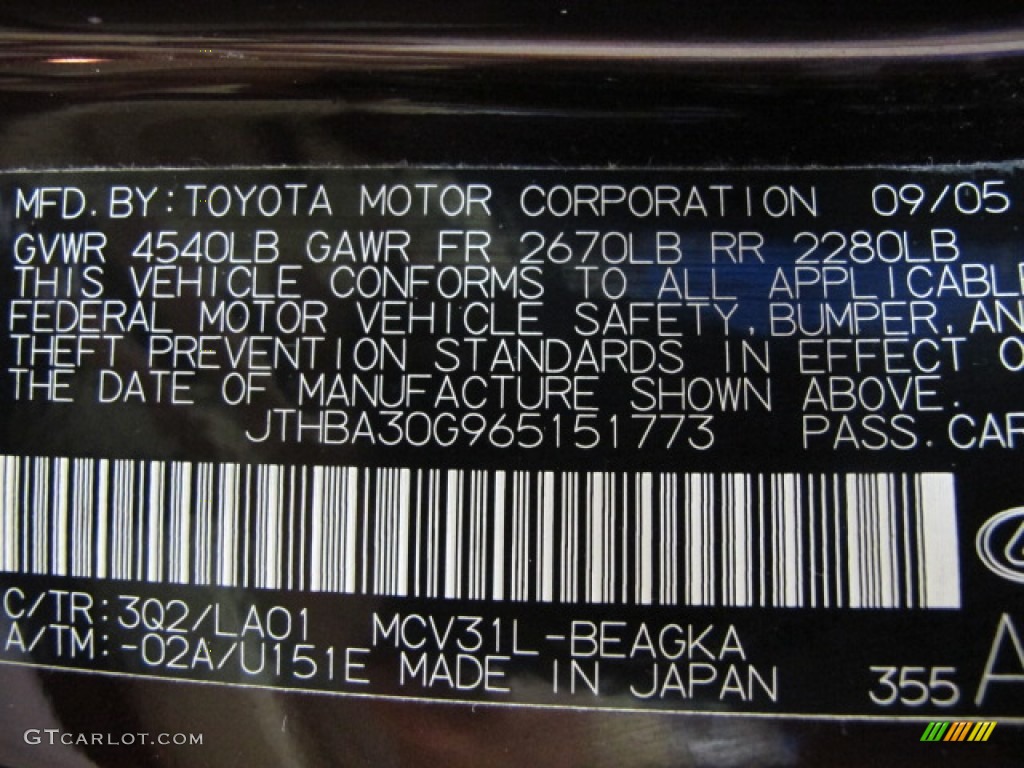 MFD. BY: TOYOTA MOTOR CORPORATION 09/05
GVWR 4540LB GAWR FR 2670LB RR 2280LB
THIS VEHICLE CONFORMS TO ALL APPLICABLE
FEDERAL MOTOR VEHICLE SAFETY, BUMPER, AN
THEFT PREVENTION STANDARDS IN EFFECT O
THE DATE OF MANUFACTURE SHOWN ABOVE.
JTHBA30G965151773 PASS. CAR
C/TR: 3Q2/LA01 MCV31L-BEAGKA
A/TM: -02A/U151E MADE IN JAPAN 355 A
GTCARLOT.COM